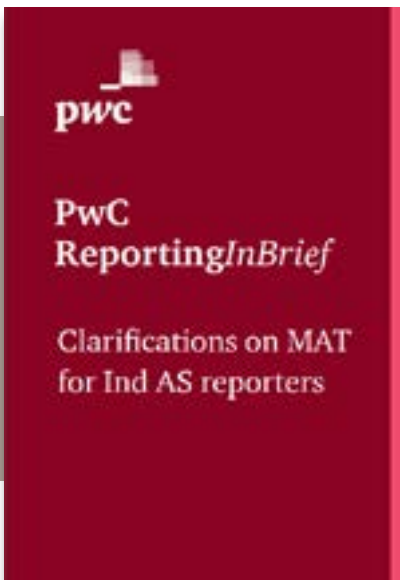 pwc
PwC
ReportingInBrief
Clarifications on MAT
for Ind AS reporters